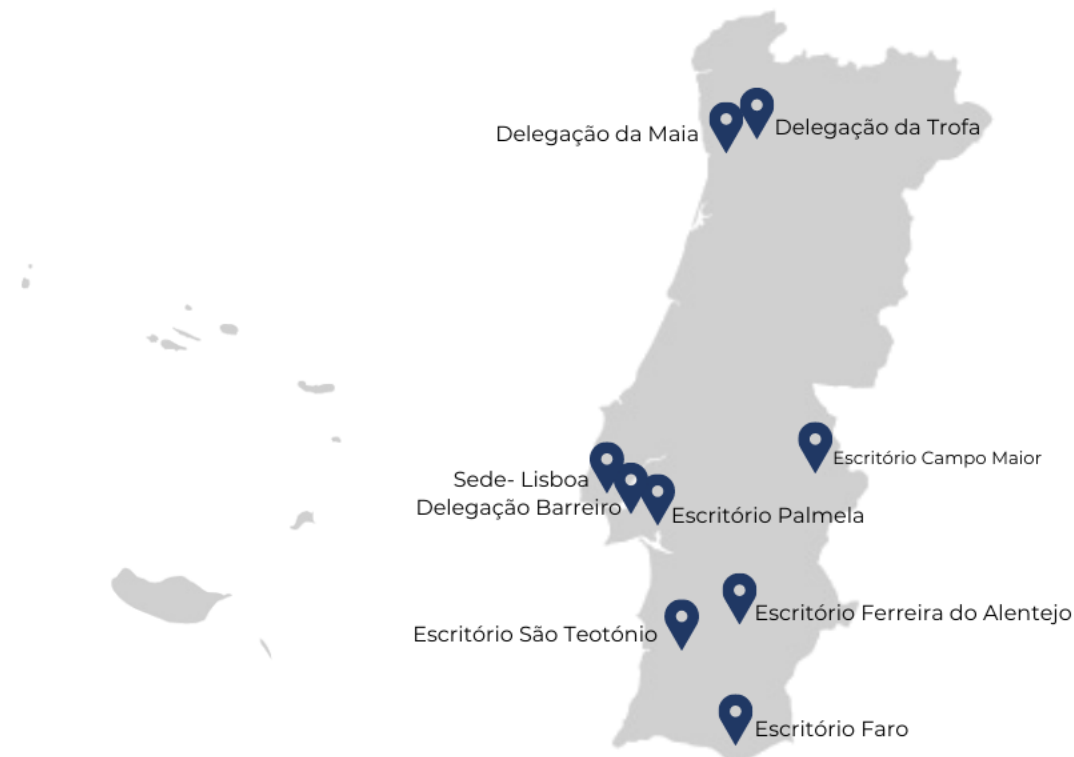 Delegação da Trofa
Delegação da Maia
Escritório Campo Maior
Sede- Lisboa
Delegação Barreiro
Escritório Palmela
Escritório Ferreira do Alentejo
Escritório São Teotónio
Escritório Faro